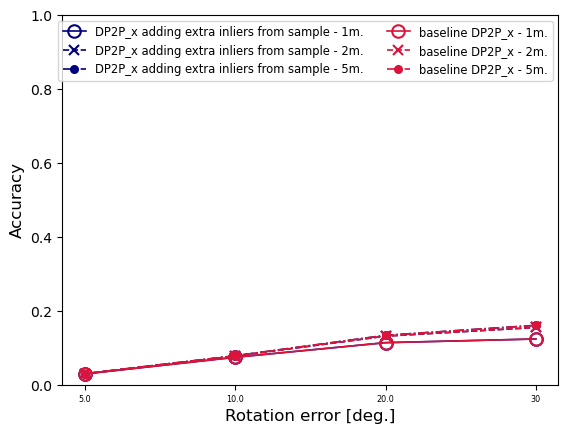 DP2P_x adding extra inliers from sample - 1m.
DP2P_x adding extra inliers from sample - 2m.
DP2P_x adding extra inliers from sample - 5m.
baseline DP2P_x - 1m.
baseline DP2P_x - 2m.
baseline DP2P_x - 5m.
1.0
0.8
0.6
0.4
0.2
0.0
Accuracy
5.0 10.0 20.0 30
Rotation error [deg.]